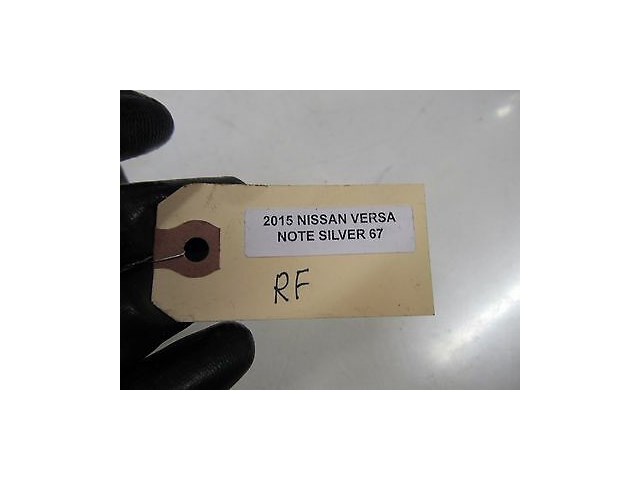 2015 NISSAN VERSA
NOTE SILVER 67
RF